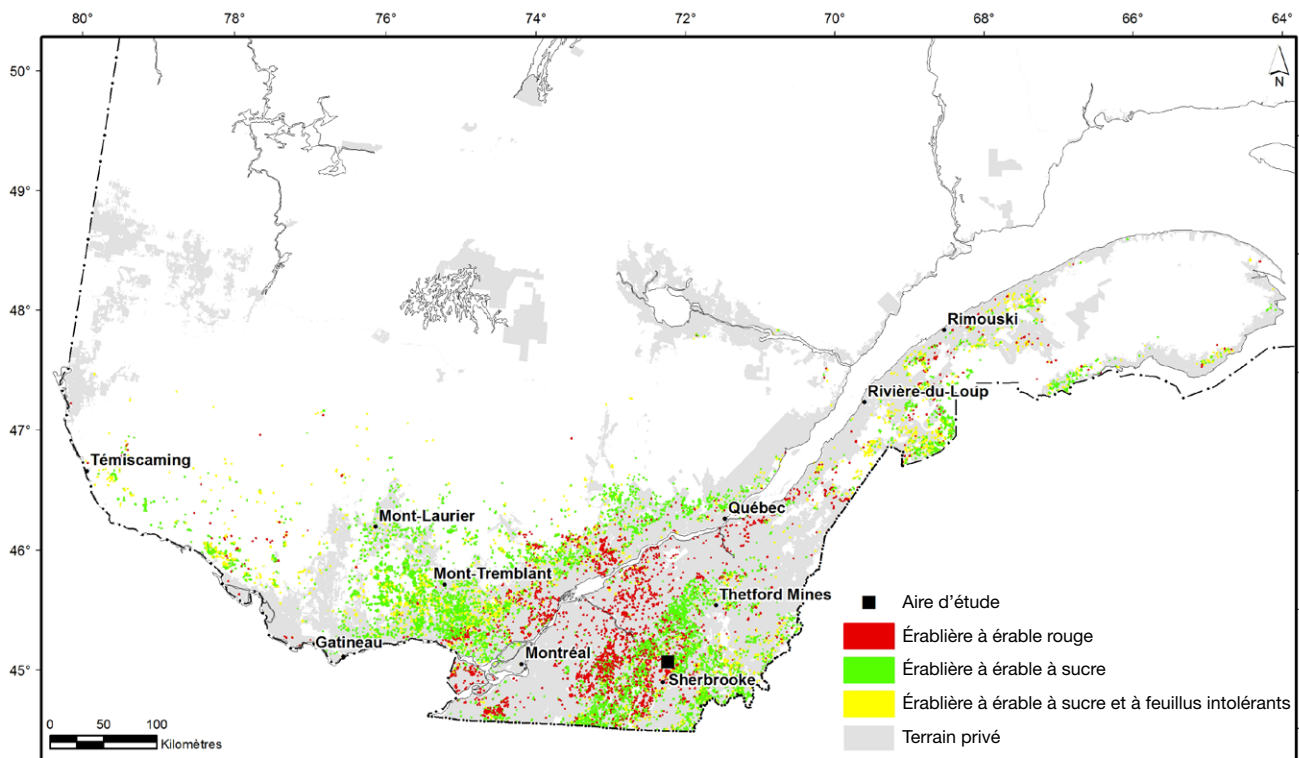 80° 78° 76° 74° 72° 70° 68° 66° 64°
50°
N
49°
48°
Rimouski
Rivière-du-Loup
47°
Témiscaming
Mont-Laurier
Québec
46°
Mont-Tremblant
Thetford Mines
Gatineau
Montréal
45°
Sherbrooke
Aire d'étude
Érablière à érable rouge
Érablière à érable à sucre
Érablière à érable à sucre et à feuillus intolérants
Terrain privé
0 50 100
Kilomètres